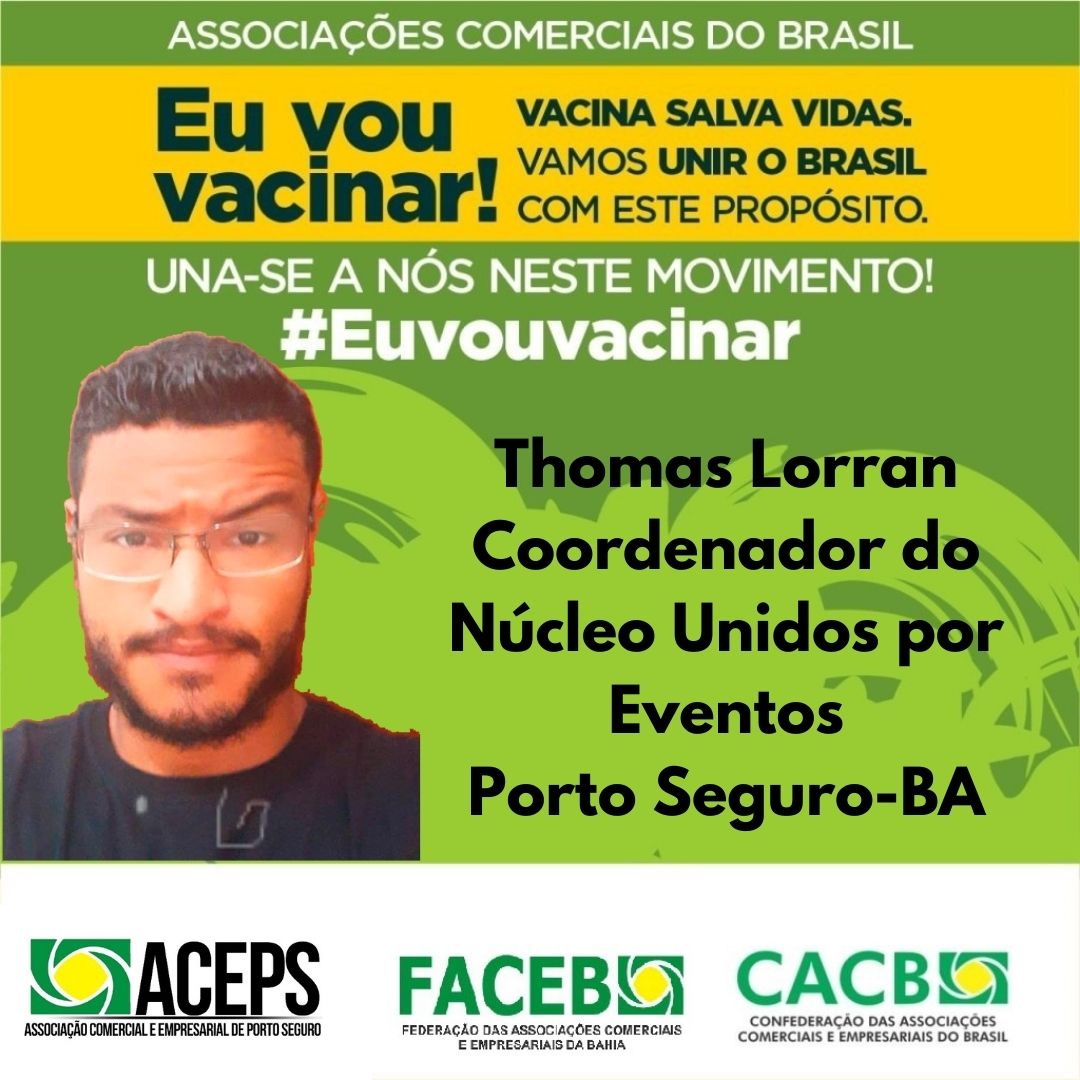 ASSOCIAÇÕES COMERCIAIS DO BRASIL
Eu vou
vacinar!
VACINA SALVA VIDAS.
VAMOS UNIR O BRASIL
COM ESTE PROPÓSITO.
UNA-SE A NÓS NESTE MOVIMENTO!
#Euvouvacinar
Thomas Lorran
Coordenador do
Núcleo Unidos por
Eventos
Porto Seguro-BA
ACEPS
ASSOCIAÇÃO COMERCIAL E EMPRESARIAL DE PORTO SEGURO
FACEB
FEDERAÇÃO DAS ASSOCIAÇÕES COMERCIAIS
E EMPRESARIAIS DA BAHIA
CACB
CONFEDERAÇÃO DAS ASSOCIAÇÕES
COMERCIAIS E EMPRESARIAIS DO BRASIL